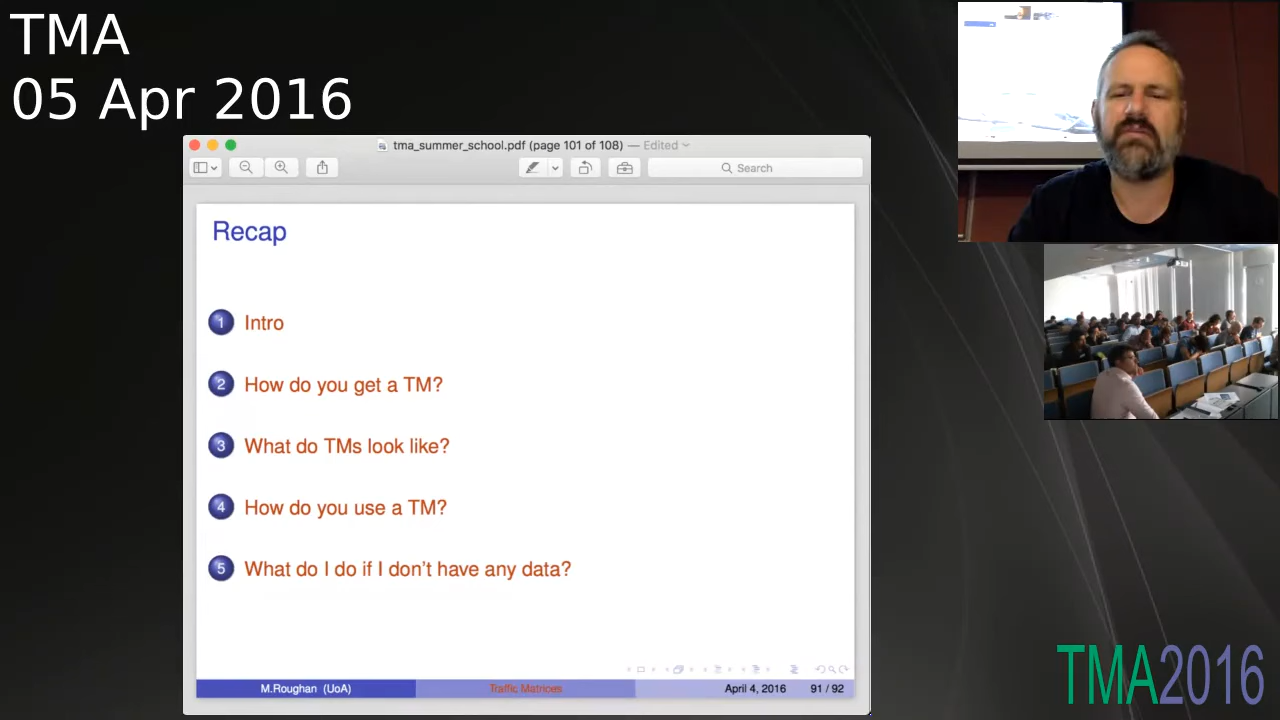 TMA
05 Apr 2016
tma_summer_school.pdf (page 101 of 108) — Edited
Search
Recap
1 Intro
2 How do you get a TM?
3 What do TMs look like?
4 How do you use a TM?
5 What do I do if I don't have any data?
M.Roughan (UoA) Traffic Matrices April 4, 2016 91 / 92
TMA2016